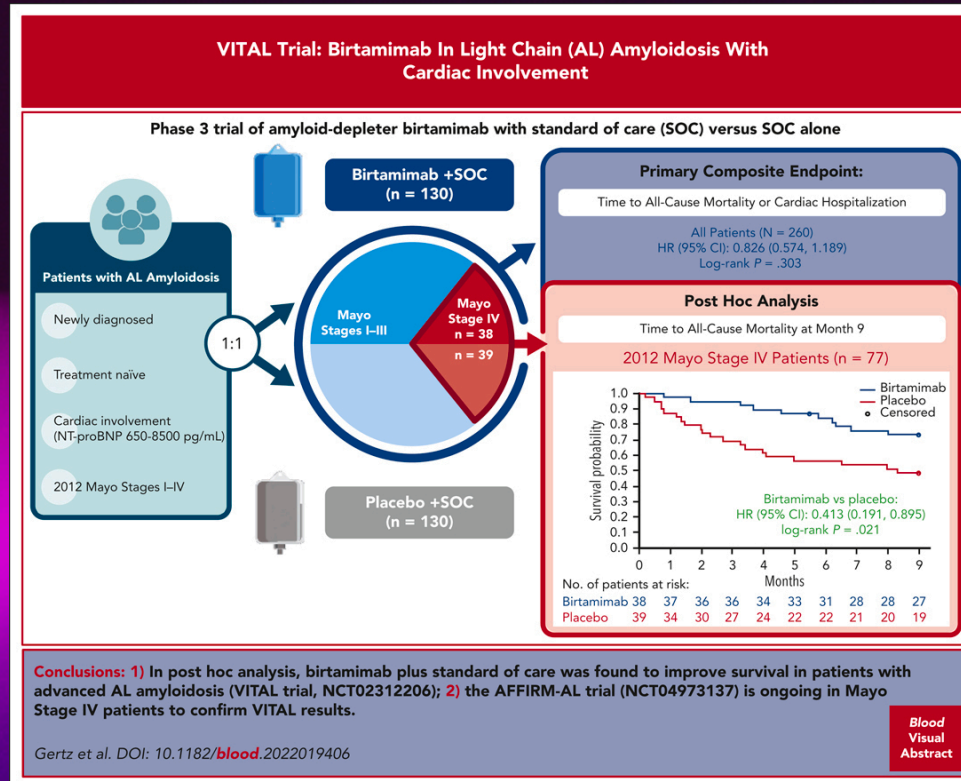 VITAL Trial: Birtamimab In Light Chain (AL) Amyloidosis With
Cardiac Involvement
Phase 3 trial of amyloid-depleter birtamimab with standard of care (SOC) versus SOC alone
Patients with AL Amyloidosis
Newly diagnosed
Treatment naïve
Cardiac involvement
(NT-proBNP 650-8500 pg/mL)
2012 Mayo Stages I–IV
1:1
Birtamimab +SOC
(n = 130)
Mayo
Stages I–III
Mayo
Stage IV
n = 38
n = 39
Placebo +SOC
(n = 130)
Primary Composite Endpoint:
Time to All-Cause Mortality or Cardiac Hospitalization
All Patients (N = 260)
HR (95% CI): 0.826 (0.574, 1.189)
Log-rank P = .303
Post Hoc Analysis
Time to All-Cause Mortality at Month 9
2012 Mayo Stage IV Patients (n = 77)
Birtamimab
Placebo
Censored
Survival probability
1.0
0.9
0.8
0.7
0.6
0.5
0.4
0.3
0.2
0.1
0.0
Birtamimab vs placebo:
HR (95% CI): 0.413 (0.191, 0.895)
log-rank P = .021
0 1 2 3 4 5 6 7 8 9
Months
No. of patients at risk:
Birtamimab 38 37 36 36 34 33 31 28 28 27
Placebo 39 34 30 27 24 22 22 21 20 19
Conclusions: 1) In post hoc analysis, birtamimab plus standard of care was found to improve survival in patients with
advanced AL amyloidosis (VITAL trial, NCT02312206); 2) the AFFIRM-AL trial (NCT04973137) is ongoing in Mayo
Stage IV patients to confirm VITAL results.
Gertz et al. DOI: 10.1182/blood.2022019406
Blood
Visual
Abstract